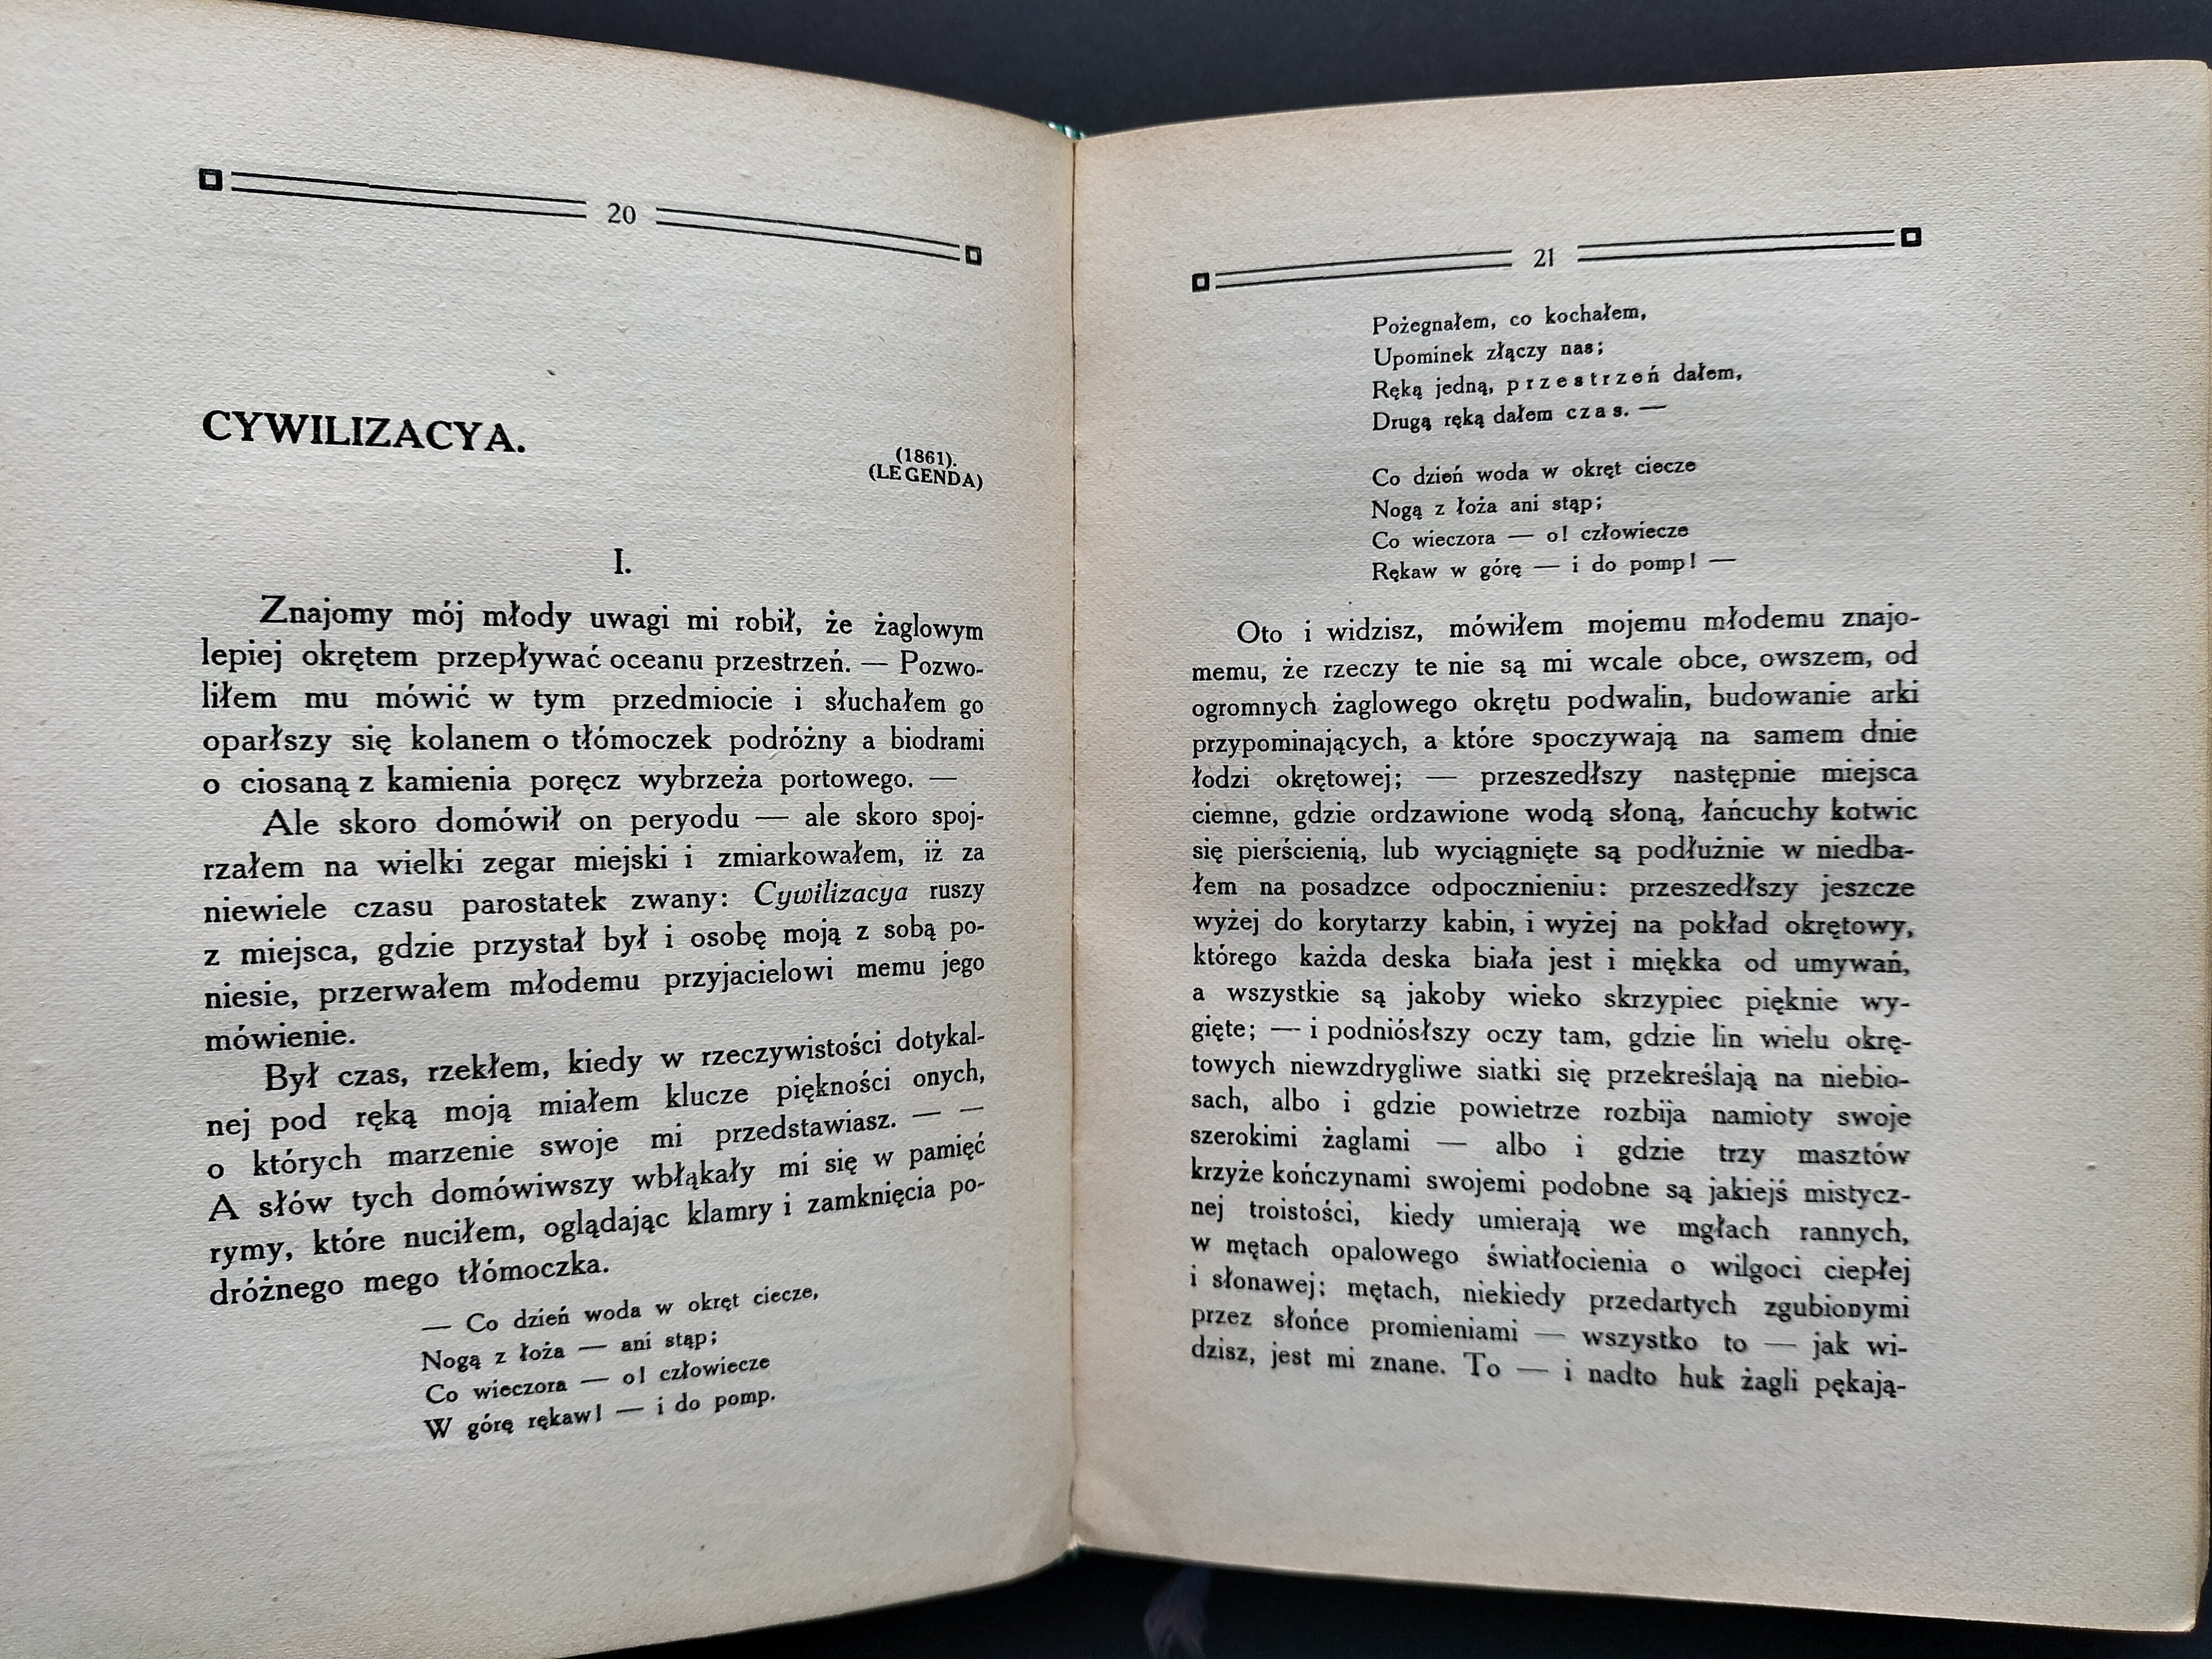 20
CYWILIZACYA.
(1861).
(LEGENDA)
I.
Znajomy mój młody uwagi mi robił, że żaglowym
lepiej okrętem przepływać oceanu przestrzeń. — Pozwo-
liłem mu mówić w tym przedmiocie i słuchałem go
oparłszy się kolanem o tłómoczek podróżny a biodrami
o ciosaną z kamienia poręcz wybrzeża portowego. —
Ale skoro domówił on peryodu — ale skoro spoj-
rzałem na wielki zegar miejski i zmiarkowałem, iż za
niewiele czasu parostatek zwany: Cywilizacya ruszy
z miejsca, gdzie przystał był i osobę moją z sobą po-
niesie, przerwałem młodemu przyjacielowi memu jego
mówienie.
Był czas, rzekłem, kiedy w rzeczywistości dotykal-
nej pod ręką moją miałem klucze piękności onych,
o których marzenie swoje mi przedstawiasz. — —
A słów tych domówiwszy wbłąkały mi się w pamięć
rymy, które nuciłem, oglądając klamry i zamknięcia po-
dróżnego mego tłómoczka.
— Co dzień woda w okręt ciecze,
Nogą z łoża — ani stąp;
Co wieczora — o! człowiecze
W górę rękaw! — i do pomp.
21
Pożegnałem, co kochałem,
Upominek złączy nas;
Ręką jedną, przestrzeń dałem,
Drugą ręką dałem czas. —
Co dzień woda w okręt ciecze
Nogą z łoża ani stąp;
Co wieczora — o! człowiecze
Rękaw w górę — i do pomp! —
Oto i widzisz, mówiłem mojemu młodemu znajo-
memu, że rzeczy te nie są mi wcale obce, owszem, od
ogromnych żaglowego okrętu podwalin, budowanie arki
przypominających, a które spoczywają na samem dnie
łodzi okrętowej; — przeszedłszy następnie miejsca
ciemne, gdzie ordzawione wodą słoną, łańcuchy kotwic
się pierścienią, lub wyciągnięte są podłużnie w niedba-
łem na posadzce odpocznieniu: przeszedłszy jeszcze
wyżej do korytarzy kabin, i wyżej na pokład okrętowy,
którego każda deska biała jest i miękka od umywań,
a wszystkie są jakoby wieko skrzypiec pięknie wy-
gięte; — i podniósłszy oczy tam, gdzie lin wielu okrę-
towych niewzdrygliwe siatki się przekreślają na niebio-
sach, albo i gdzie powietrze rozbija namioty swoje
szerokimi żaglami — albo i gdzie trzy masztów
krzyże kończynami swojemi podobne są jakiejś mistycz-
nej troistości, kiedy umierają we mgłach rannych,
w mętach opalowego światłocienia o wilgoci ciepłej
i słonawej; mętach, niekiedy przedartych zgubionymi
przez słońce promieniami — wszystko to — jak wi-
dzisz, jest mi znane. To — i nadto huk żagli pękają-